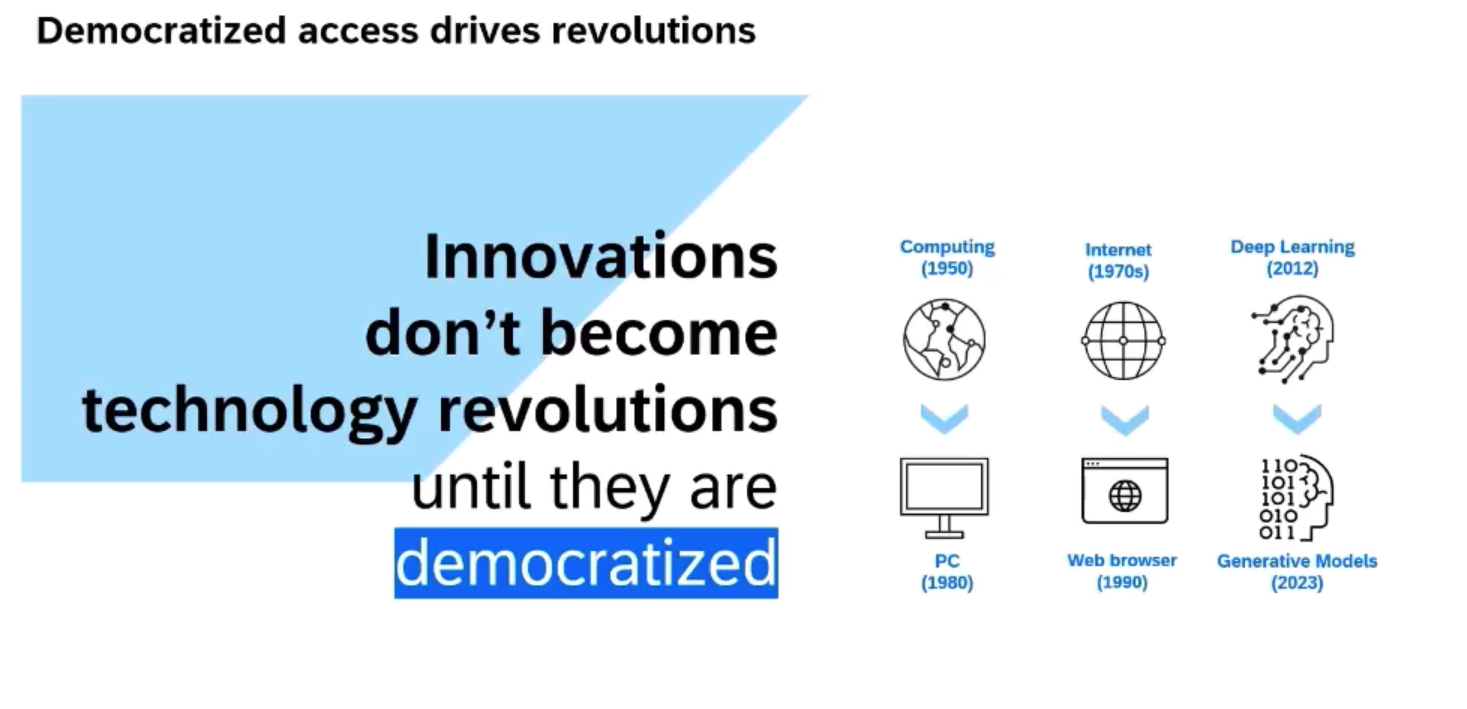 Democratized access drives revolutions
Innovations
don’t become
technology revolutions
until they are
democratized
Computing
(1950)
PC
(1980)
Internet
(1970s)
Web browser
(1990)
Deep Learning
(2012)
110
101
101
010
011
Generative Models
(2023)